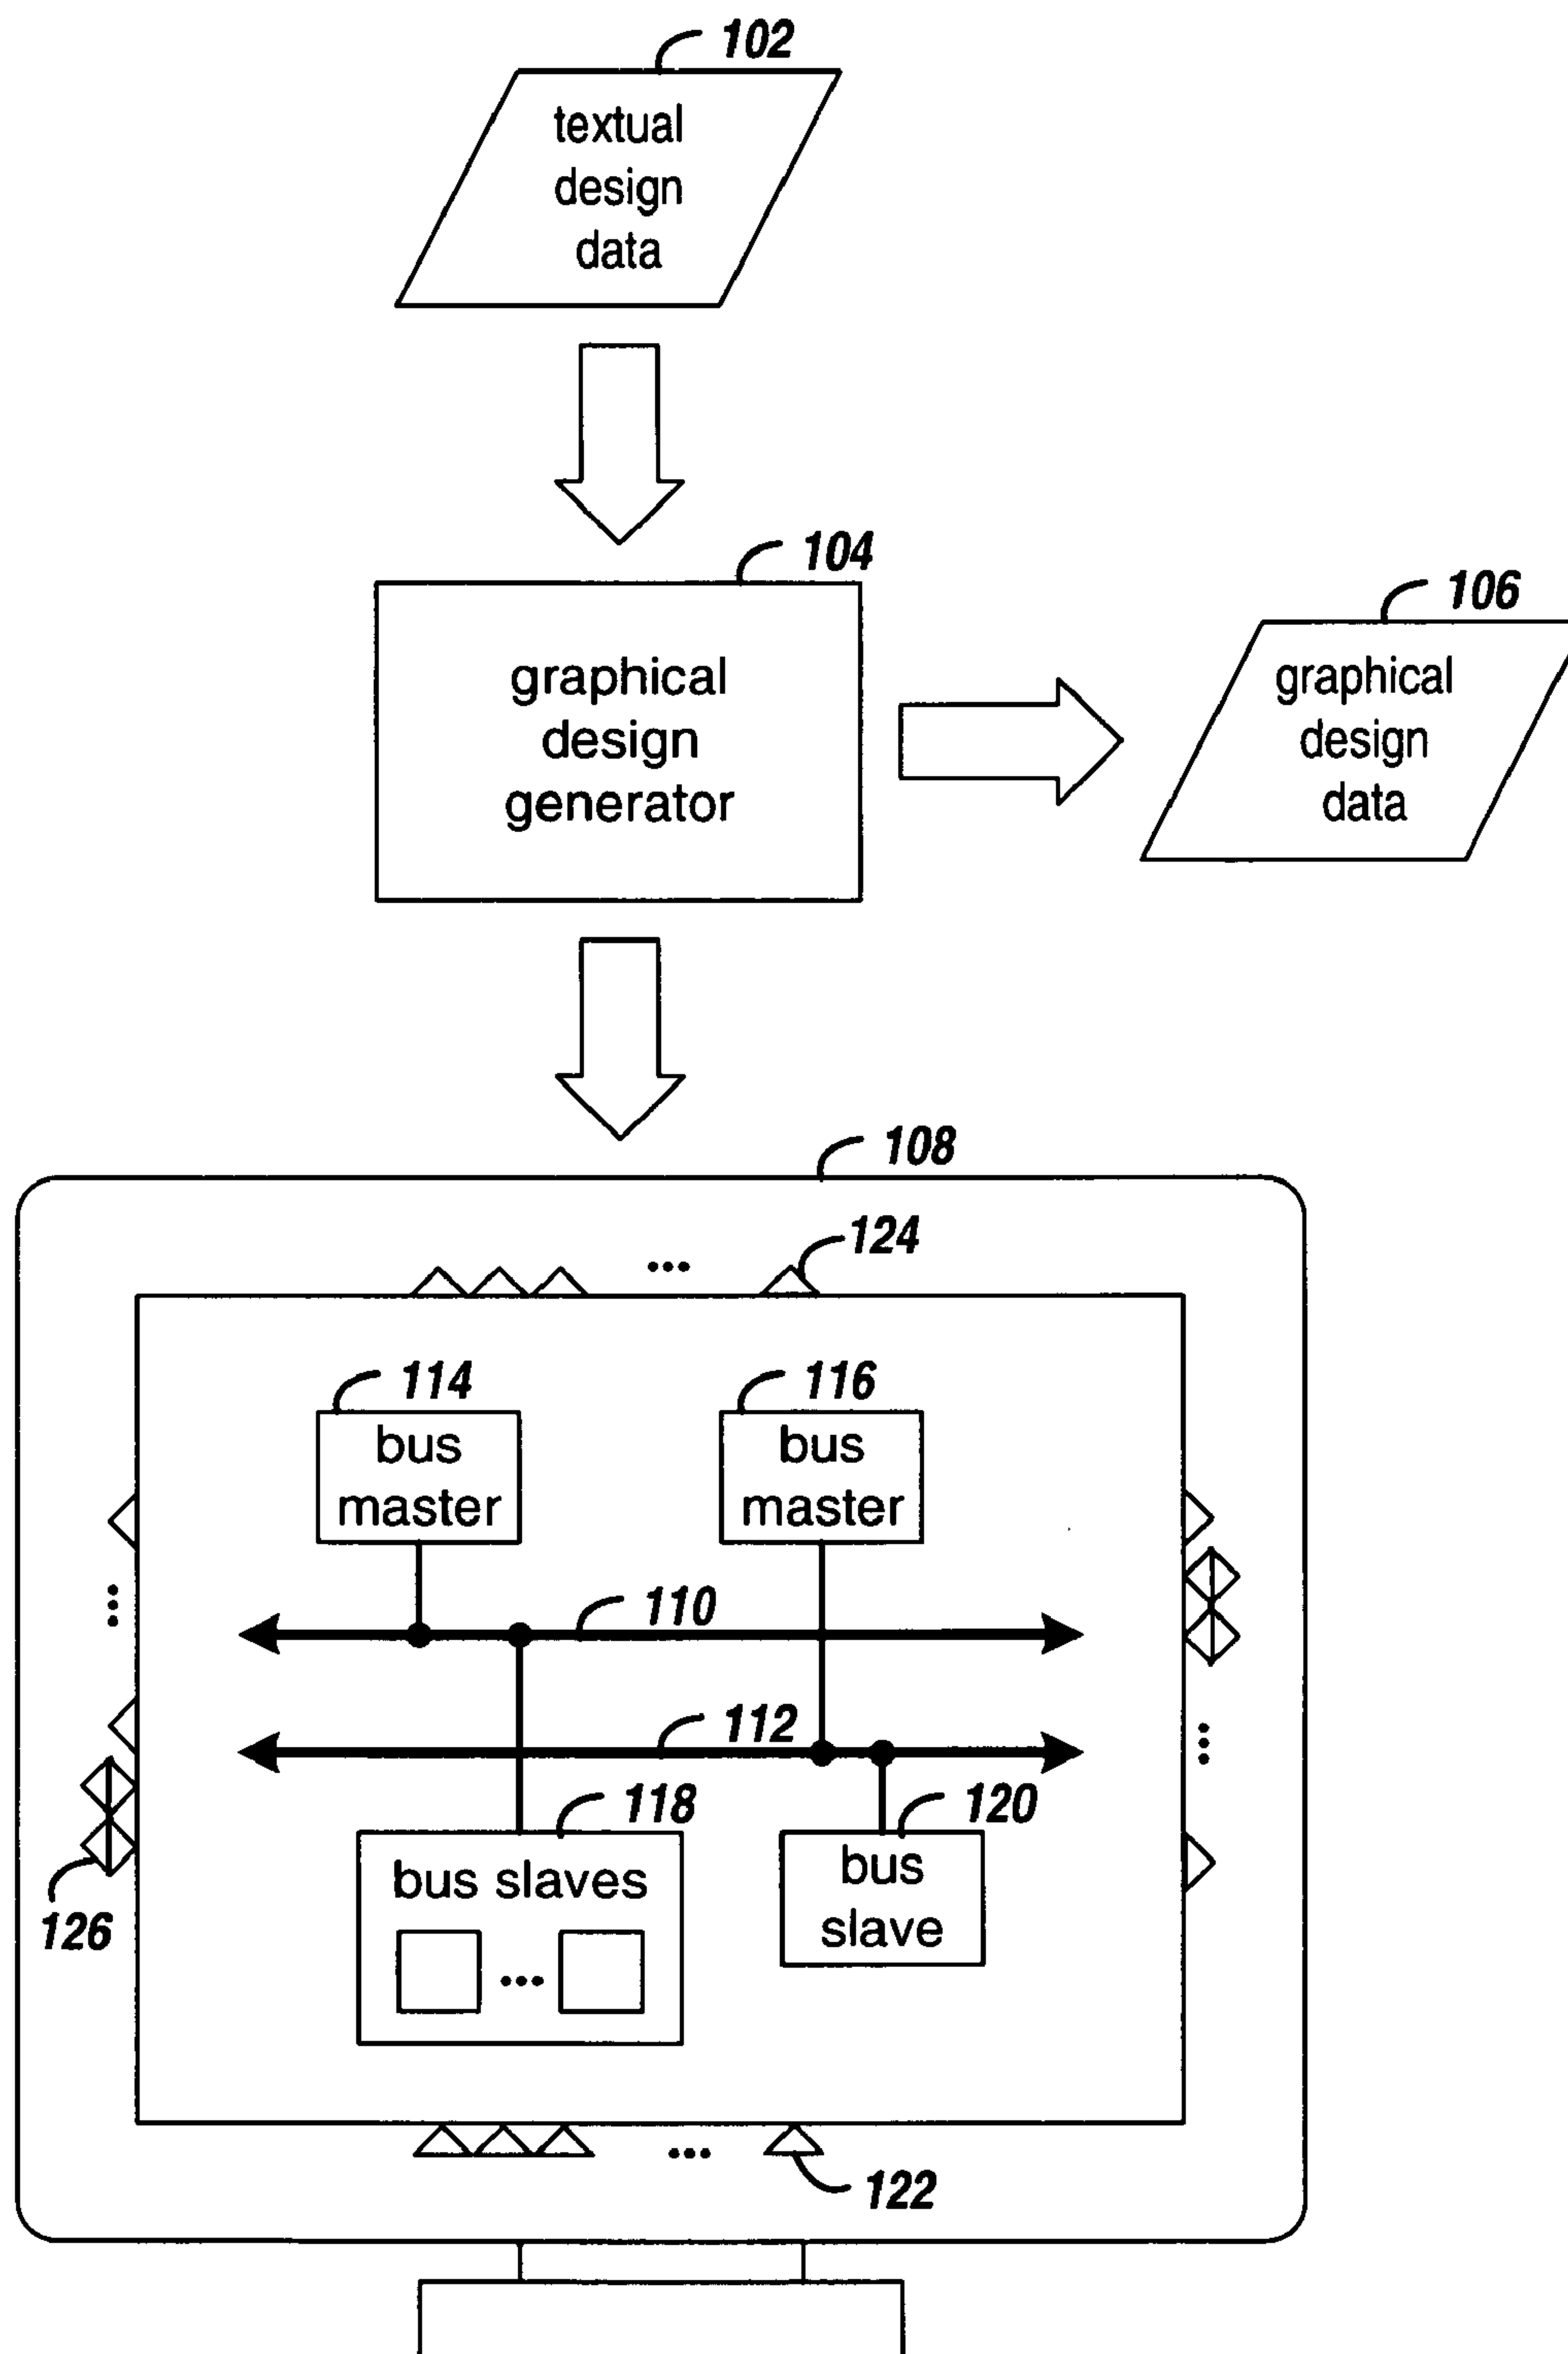 102
textual
design
data
104
graphical
design
generator
106
graphical
design
data
108
124
...
114
bus
master
116
bus
master
110
...
112
...
118
bus slaves
...
120
bus
slave
126
...
122